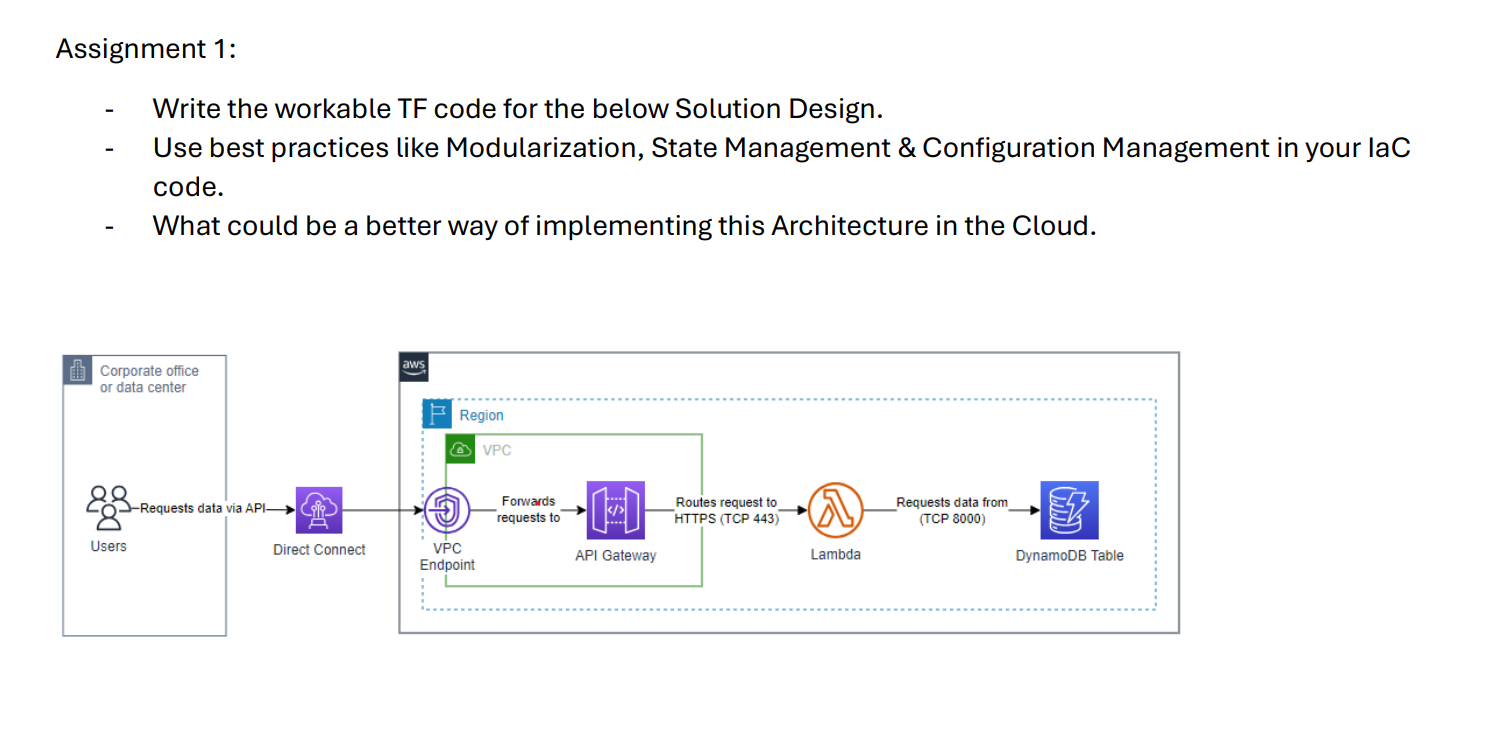 Assignment 1:
- Write the workable TF code for the below Solution Design.
- Use best practices like Modularization, State Management & Configuration Management in your IaC
code.
- What could be a better way of implementing this Architecture in the Cloud.
Corporate office
or data center
aws
Region
VPC
Users
Requests data via API
Direct Connect
VPC
Endpoint
Forwards
requests to
</>
API Gateway
Routes request to
HTTPS (TCP 443)
Lambda
Requests data from
(TCP 8000)
DynamoDB Table